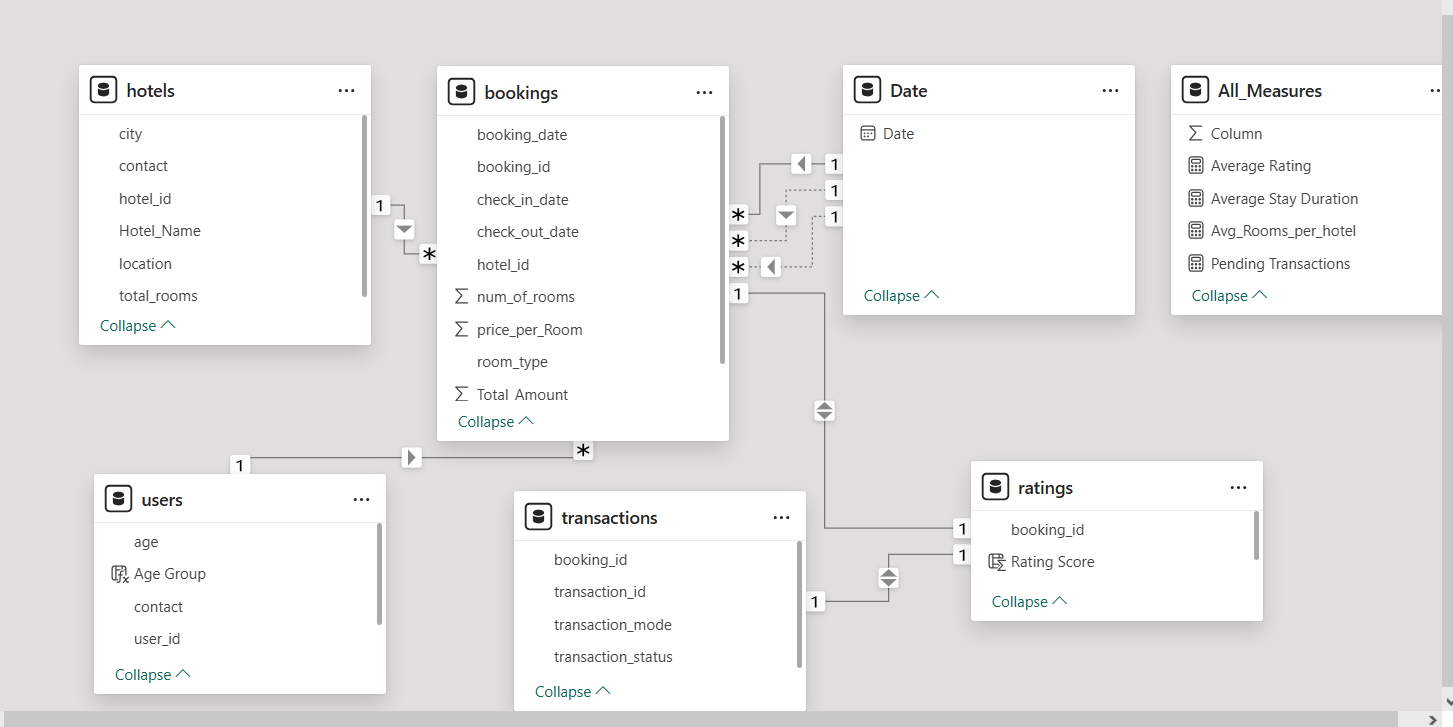 hotels
city
contact
hotel_id
Hotel_Name
location
total_rooms
Collapse
bookings
booking_date
booking_id
check_in_date
check_out_date
hotel_id
num_of_rooms
price_per_Room
room_type
Total_Amount
Collapse
Date
Date
Collapse
All_Measures
Column
Average Rating
Average Stay Duration
Avg_Rooms_per_hotel
Pending Transactions
Collapse
1
*
1
1
1
*
*
*
1
1
*
users
age
Age Group
contact
user_id
Collapse
transactions
booking_id
transaction_id
transaction_mode
transaction_status
Collapse
1
1
1
ratings
booking_id
Rating Score
Collapse